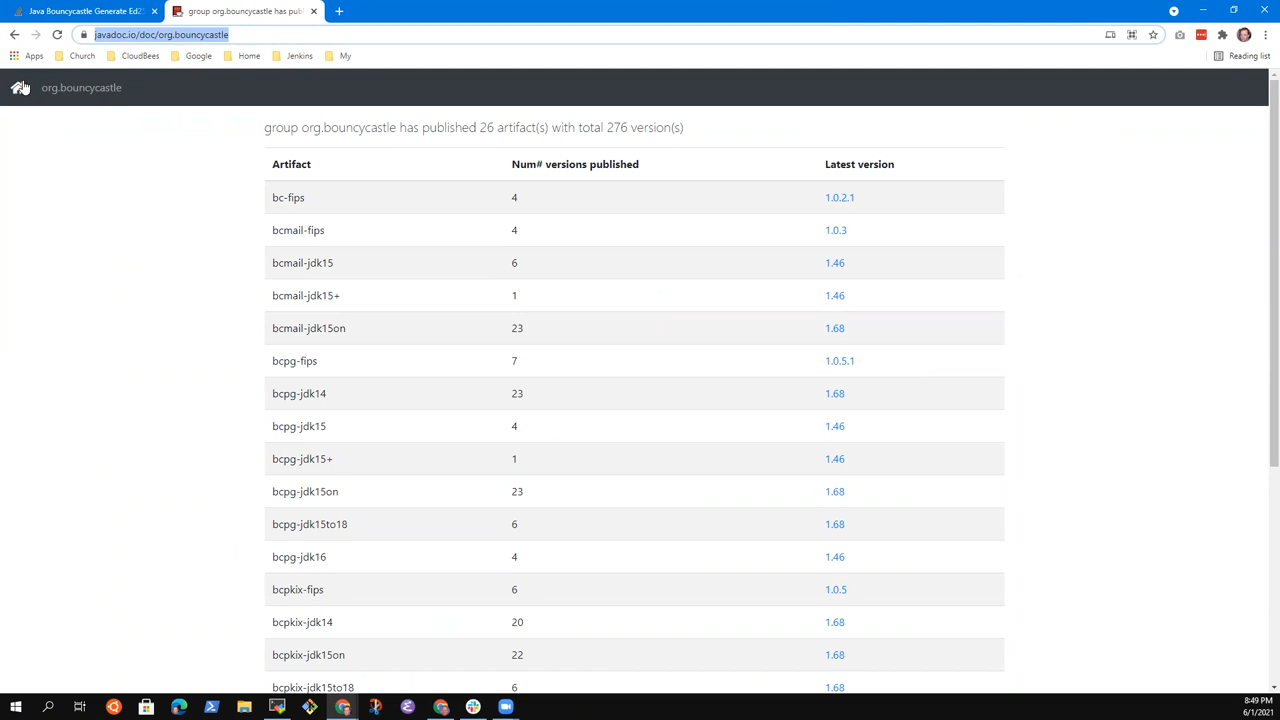 Java Bouncycastle Generate Ed25
group org.bouncycastle has publ
javadoc.io/doc/org.bouncycastle
Apps Church CloudBees Google Home Jenkins My Reading list
org.bouncycastle
group org.bouncycastle has published 26 artifact(s) with total 276 version(s)
Artifact Num# versions published Latest version
bc-fips 4 1.0.2.1
bcmail-fips 4 1.0.3
bcmail-jdk15 6 1.46
bcmail-jdk15+ 1 1.46
bcmail-jdk15on 23 1.68
bcpg-fips 7 1.0.5.1
bcpg-jdk14 23 1.68
bcpg-jdk15 4 1.46
bcpg-jdk15+ 1 1.46
bcpg-jdk15on 23 1.68
bcpg-jdk15to18 6 1.68
bcpg-jdk16 4 1.46
bcpkix-fips 6 1.0.5
bcpkix-jdk14 20 1.68
bcpkix-jdk15on 22 1.68
bcpkix-jdk15to18 6 1.68
8:49 PM
6/1/2021